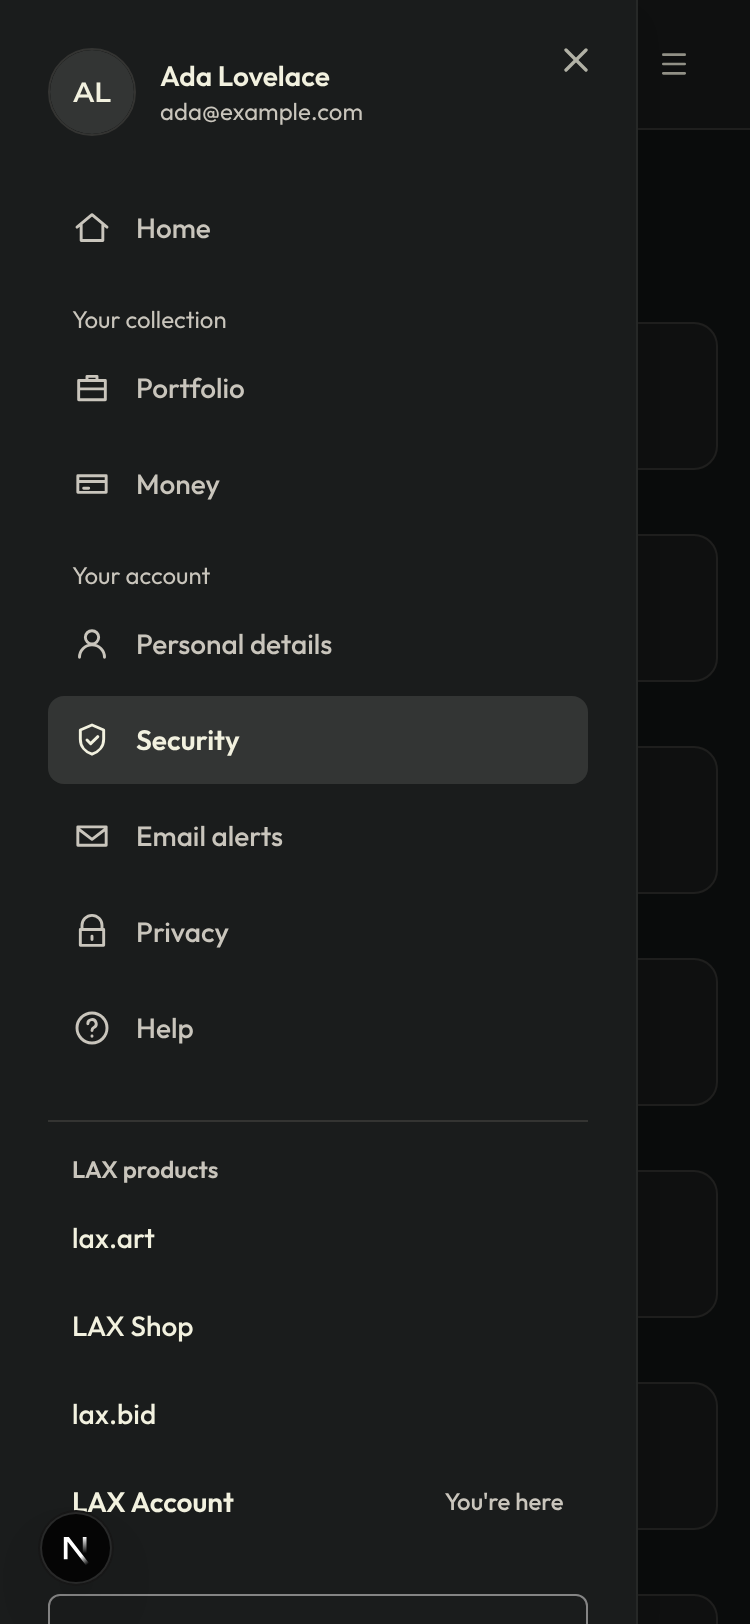 AL
Ada Lovelace
ada@example.com
Home
Your collection
Portfolio
Money
Your account
Personal details
Security
Email alerts
Privacy
Help
LAX products
lax.art
LAX Shop
lax.bid
LAX Account
You're here
N